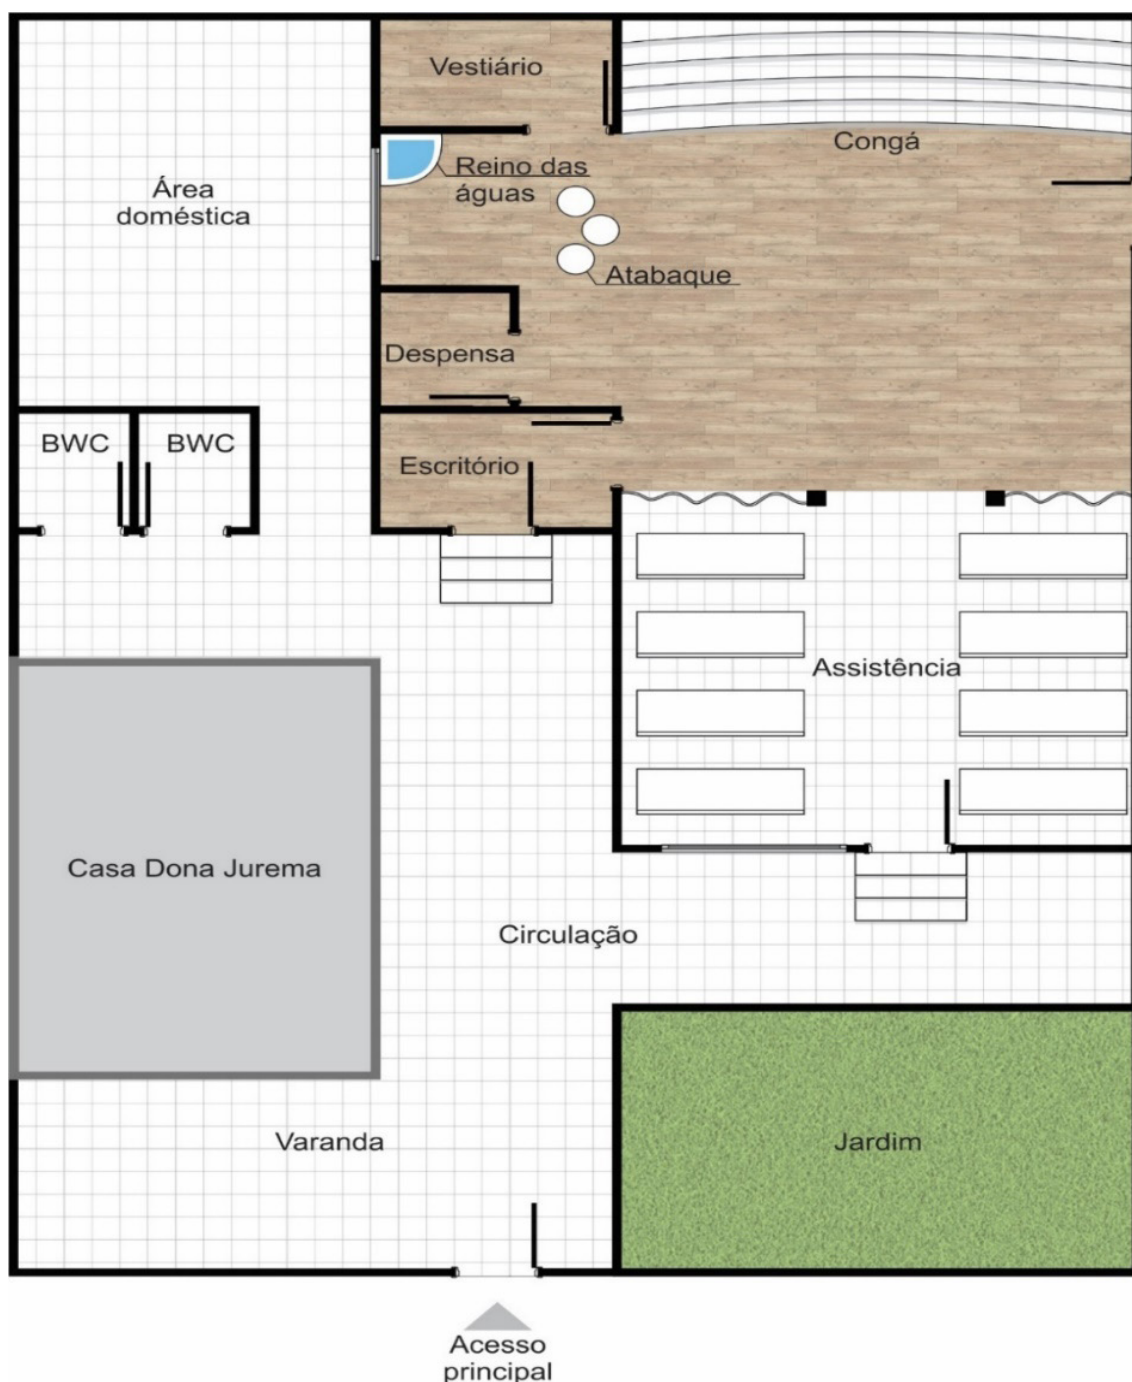 Vestiário
Congá
Reino das
águas
Área
doméstica
Atabaque
Despensa
BWC
BWC
Escritório
Assistência
Casa Dona Jurema
Circulação
Varanda
Jardim
Acesso
principal